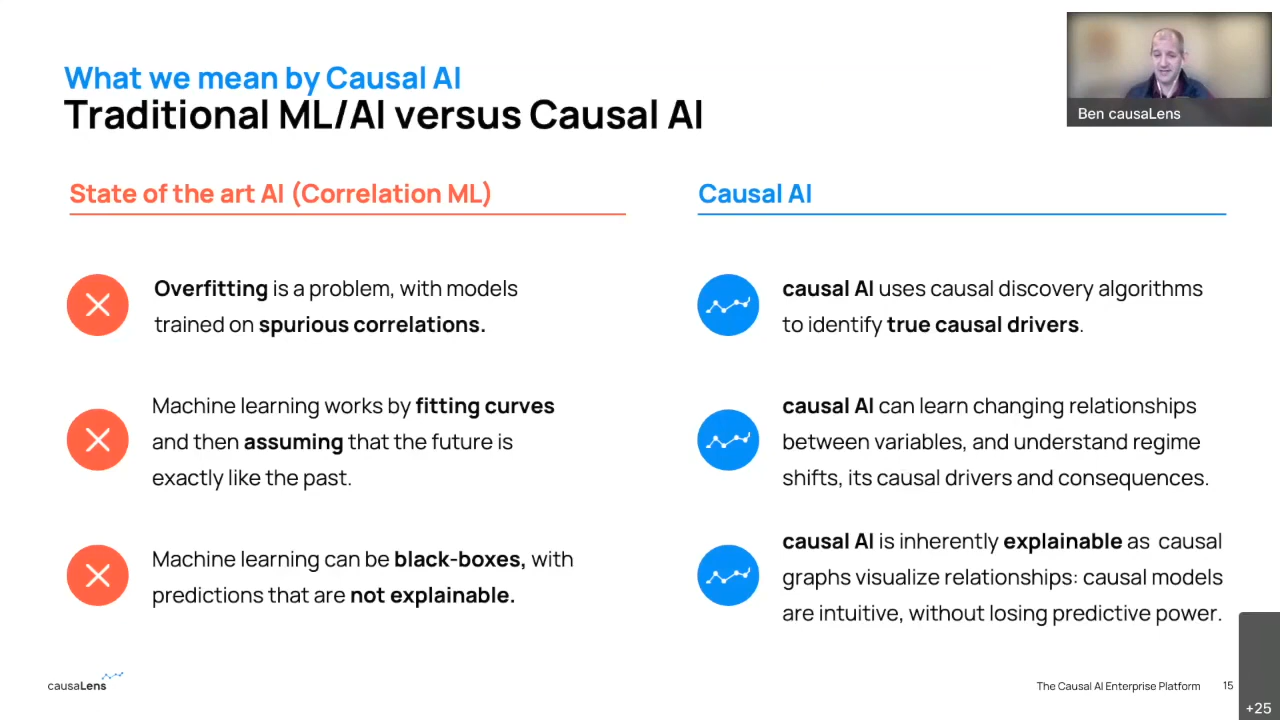 What we mean by Causal AI
Traditional ML/AI versus Causal AI
Ben causaLens
State of the art AI (Correlation ML)
Overfitting is a problem, with models
trained on spurious correlations.
Machine learning works by fitting curves
and then assuming that the future is
exactly like the past.
Machine learning can be black-boxes, with
predictions that are not explainable.
Causal AI
causal AI uses causal discovery algorithms
to identify true causal drivers.
causal AI can learn changing relationships
between variables, and understand regime
shifts, its causal drivers and consequences.
causal AI is inherently explainable as causal
graphs visualize relationships: causal models
are intuitive, without losing predictive power.
causaLens
The Causal AI Enterprise Platform
15
+25